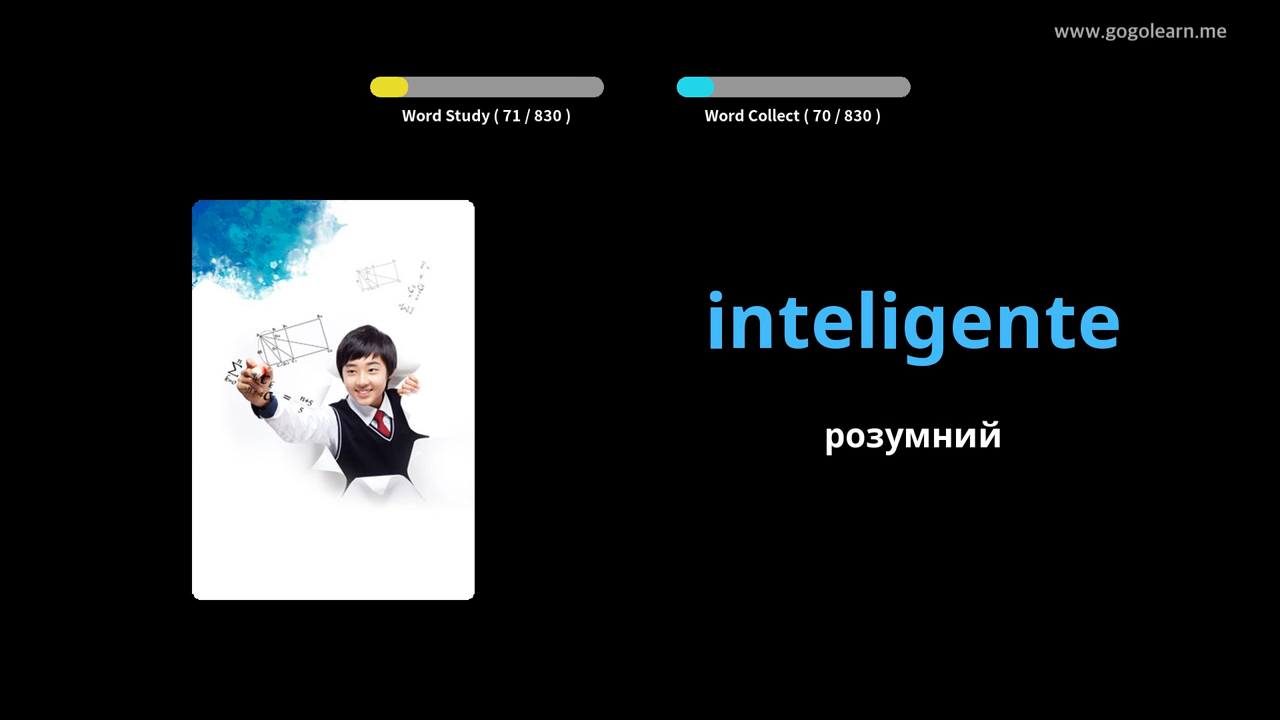 www.gogolearn.me
Word Study ( 71 / 830 )
Word Collect ( 70 / 830 )
inteligente
розумний